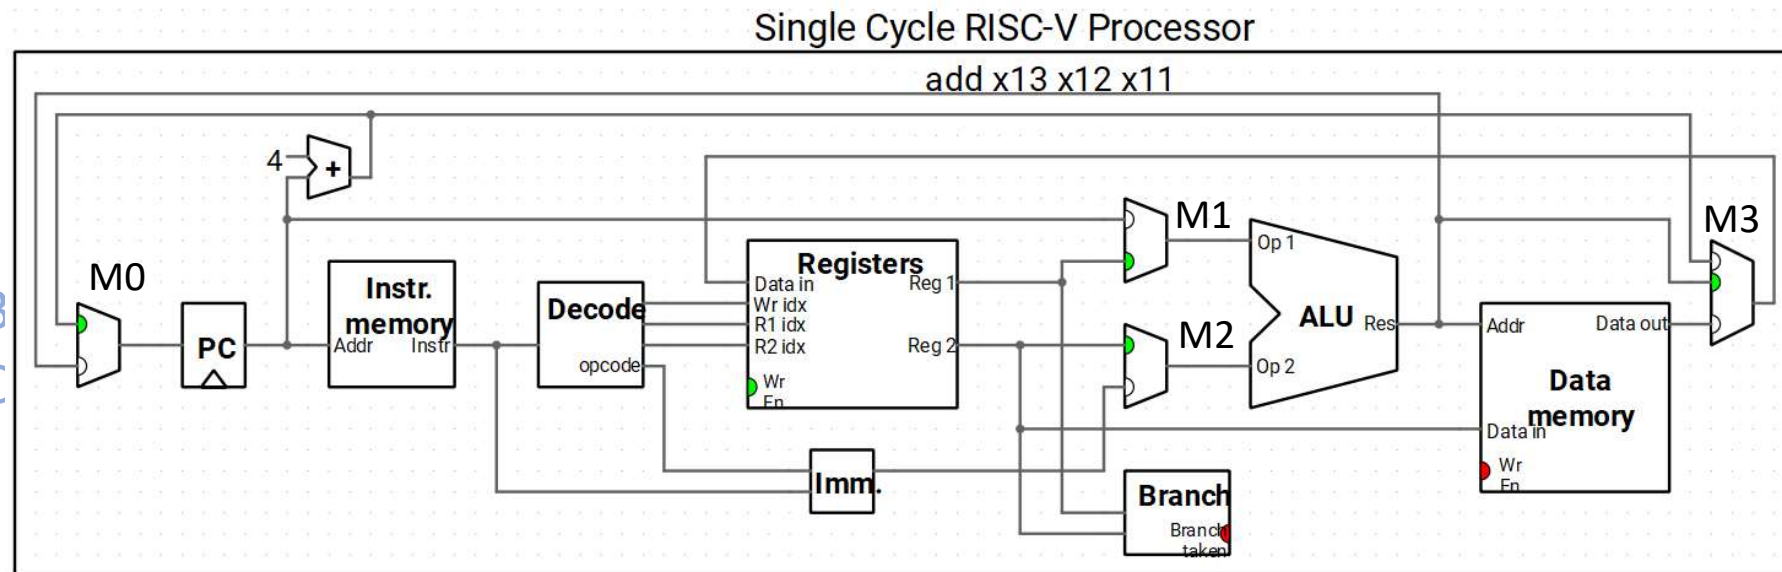 Single Cycle RISC-V Processor
add x13 x12 x11
4
+
M0
PC
Instr.
memory
Addr
Instr
Decode
opcode
Registers
Data in
Wr idx
R1 idx
R2 idx
Wr
En
Reg 1
Reg 2
Imm.
M1
M2
Op 1
Op 2
ALU
Res
Branch
Branch
taken
Addr
Data out
Data
memory
Data in
Wr
En
M3